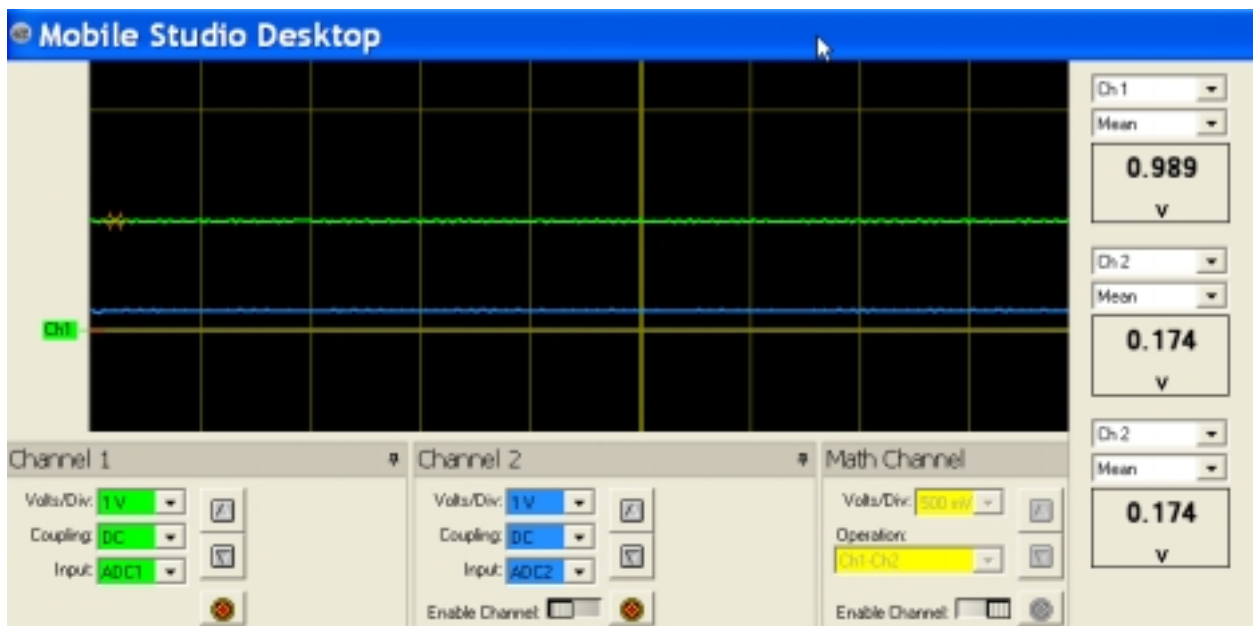 Mobile Studio Desktop
Ch 1
Mean
0.989
V
Ch 2
Mean
0.174
V
Ch 2
Mean
0.174
V
Ch1
Channel 1
Volts/Div: 1 V
Coupling: DC
Input: ADC1
Channel 2
Volts/Div: 1 V
Coupling: DC
Input: ADC2
Enable Channel:
Math Channel
Volts/Div: 500 mV
Operation:
Ch1-Ch2
Enable Channel: